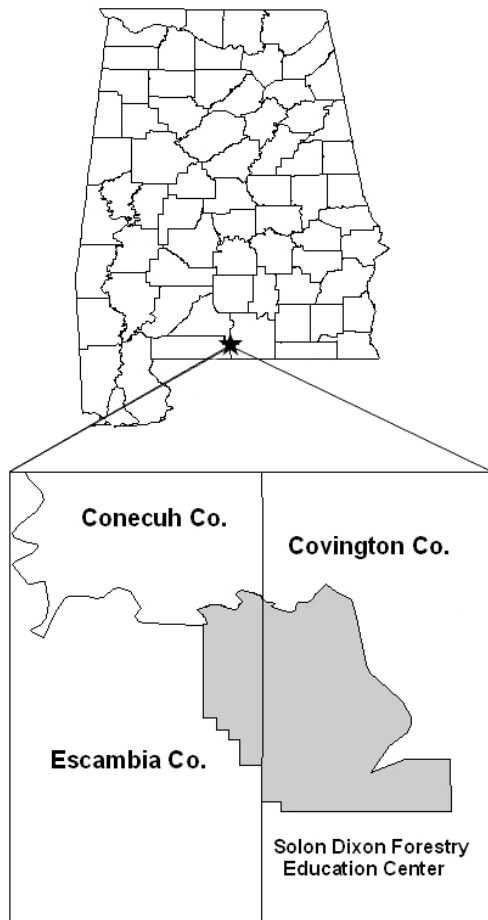 Conecuh Co.
Covington Co.
Escambia Co.
Solon Dixon Forestry
Education Center